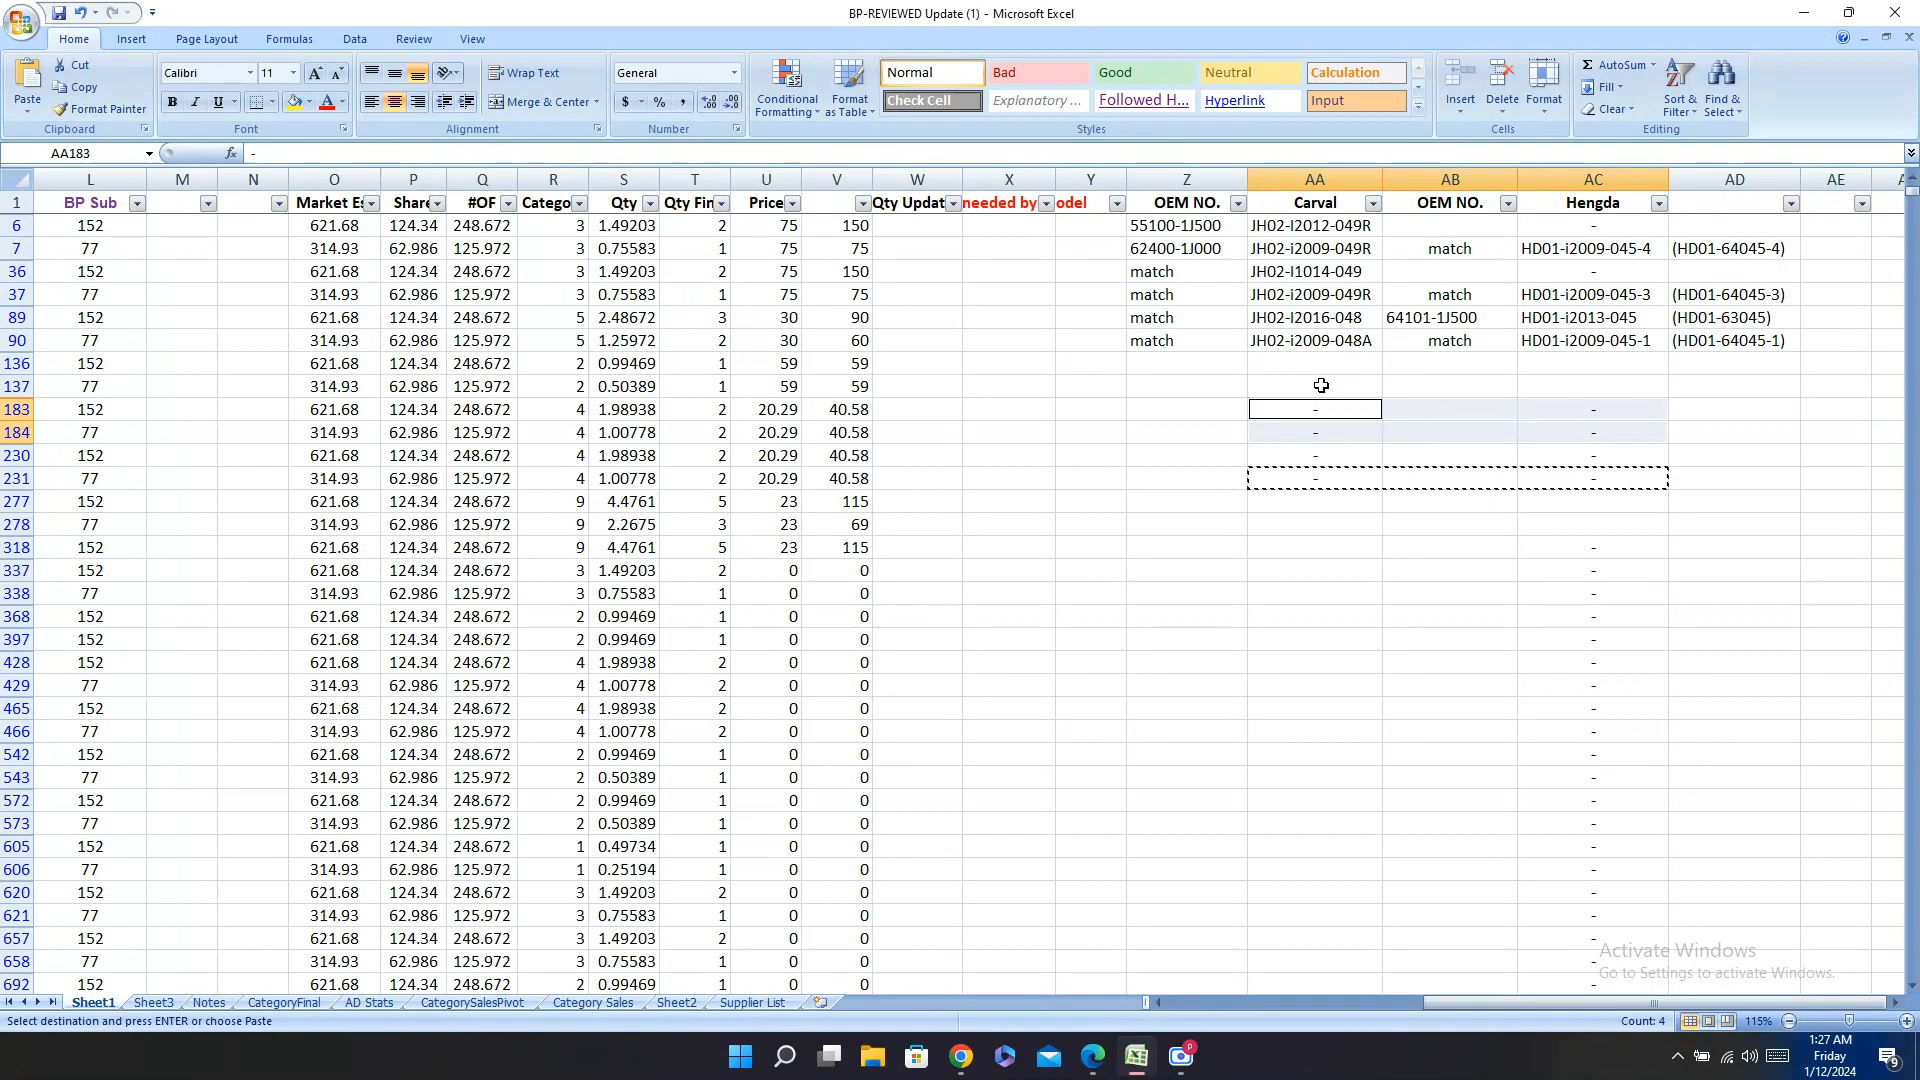 BP-REVIEWED Update (1) - Microsoft Excel
Home Insert Page Layout Formulas Data Review View
Paste Cut Copy Format Painter Clipboard
Calibri 11 B I U Font
Wrap Text Merge & Center Alignment
General $ % , Number
Conditional Formatting Format as Table Normal Bad Good Neutral Calculation
Check Cell Explanatory ... Followed H... Hyperlink Input Styles
Insert Delete Format Cells
AutoSum Fill Clear Sort & Filter Find & Select Editing
AA183 fx -
L M N O P Q R S T U V W X Y Z AA AB AC AD AE
1 BP Sub Market Es Share #OF Catego Qty Qty Fin Price Qty Updat needed by odel OEM NO. Carval OEM NO. Hengda
6 152 621.68 124.34 248.672 3 1.49203 2 75 150 55100-1J500 JH02-I2012-049R -
7 77 314.93 62.986 125.972 3 0.75583 1 75 75 62400-1J000 JH02-i2009-049R match HD01-i2009-045-4 (HD01-64045-4)
36 152 621.68 124.34 248.672 3 1.49203 2 75 150 match JH02-I1014-049 -
37 77 314.93 62.986 125.972 3 0.75583 1 75 75 match JH02-i2009-049R match HD01-i2009-045-3 (HD01-64045-3)
89 152 621.68 124.34 248.672 5 2.48672 3 30 90 match JH02-I2016-048 64101-1J500 HD01-i2013-045 (HD01-63045)
90 77 314.93 62.986 125.972 5 1.25972 2 30 60 match JH02-i2009-048A match HD01-i2009-045-1 (HD01-64045-1)
136 152 621.68 124.34 248.672 2 0.99469 1 59 59
137 77 314.93 62.986 125.972 2 0.50389 1 59 59
183 152 621.68 124.34 248.672 4 1.98938 2 20.29 40.58 - -
184 77 314.93 62.986 125.972 4 1.00778 2 20.29 40.58 - -
230 152 621.68 124.34 248.672 4 1.98938 2 20.29 40.58 - -
231 77 314.93 62.986 125.972 4 1.00778 2 20.29 40.58 - -
277 152 621.68 124.34 248.672 9 4.4761 5 23 115
278 77 314.93 62.986 125.972 9 2.2675 3 23 69
318 152 621.68 124.34 248.672 9 4.4761 5 23 115 -
337 152 621.68 124.34 248.672 3 1.49203 2 0 0 -
338 77 314.93 62.986 125.972 3 0.75583 1 0 0 -
368 152 621.68 124.34 248.672 2 0.99469 1 0 0 -
397 152 621.68 124.34 248.672 2 0.99469 1 0 0 -
428 152 621.68 124.34 248.672 4 1.98938 2 0 0 -
429 77 314.93 62.986 125.972 4 1.00778 2 0 0 -
465 152 621.68 124.34 248.672 4 1.98938 2 0 0 -
466 77 314.93 62.986 125.972 4 1.00778 2 0 0 -
542 152 621.68 124.34 248.672 2 0.99469 1 0 0 -
543 77 314.93 62.986 125.972 2 0.50389 1 0 0 -
572 152 621.68 124.34 248.672 2 0.99469 1 0 0 -
573 77 314.93 62.986 125.972 2 0.50389 1 0 0 -
605 152 621.68 124.34 248.672 1 0.49734 1 0 0 -
606 77 314.93 62.986 125.972 1 0.25194 1 0 0 -
620 152 621.68 124.34 248.672 3 1.49203 2 0 0 -
621 77 314.93 62.986 125.972 3 0.75583 1 0 0 -
657 152 621.68 124.34 248.672 3 1.49203 2 0 0 -
658 77 314.93 62.986 125.972 3 0.75583 1 0 0 -
692 152 621.68 124.34 248.672 2 0.99469 1 0 0 -
Activate Windows
Go to Settings to activate Windows.
Sheet1 Sheet3 Notes CategoryFinal AD Stats CategorySalesPivot Category Sales Sheet2 Supplier List
Select destination and press ENTER or choose Paste Count: 4 115%
1:27 AM
Friday
1/12/2024
9